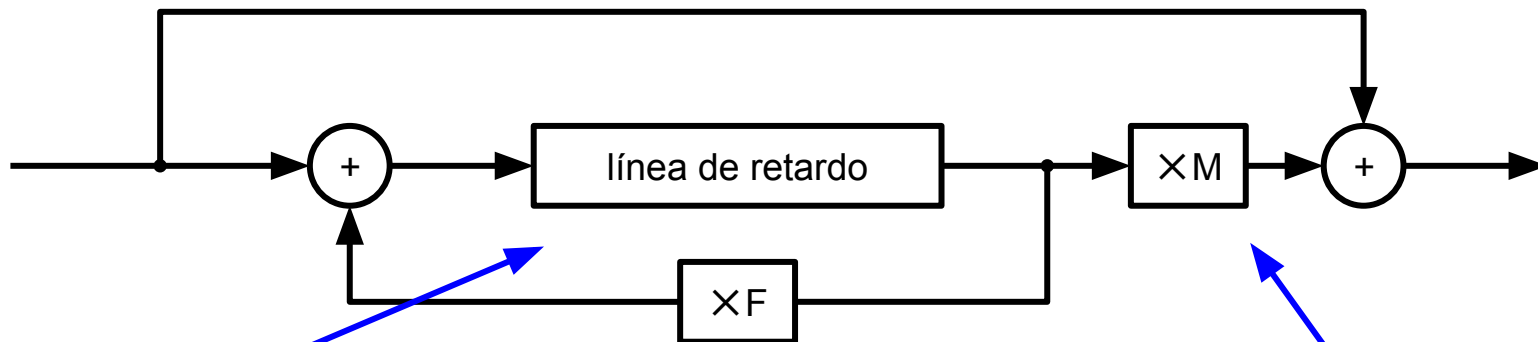 +
línea de retardo
×M
+
×F